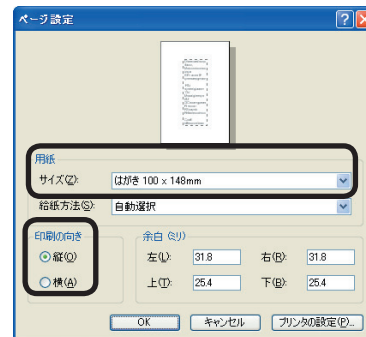 ページ設定
用紙
サイズ(Z): はがき 100 x 148mm
給紙方法(S): 自動選択
印刷の向き
縦(O)
横(A)
余白 (ミリ)
左(L): 31.8 右(R): 31.8
上(T): 25.4 下(B): 25.4
OK キャンセル プリンタの設定(P)...